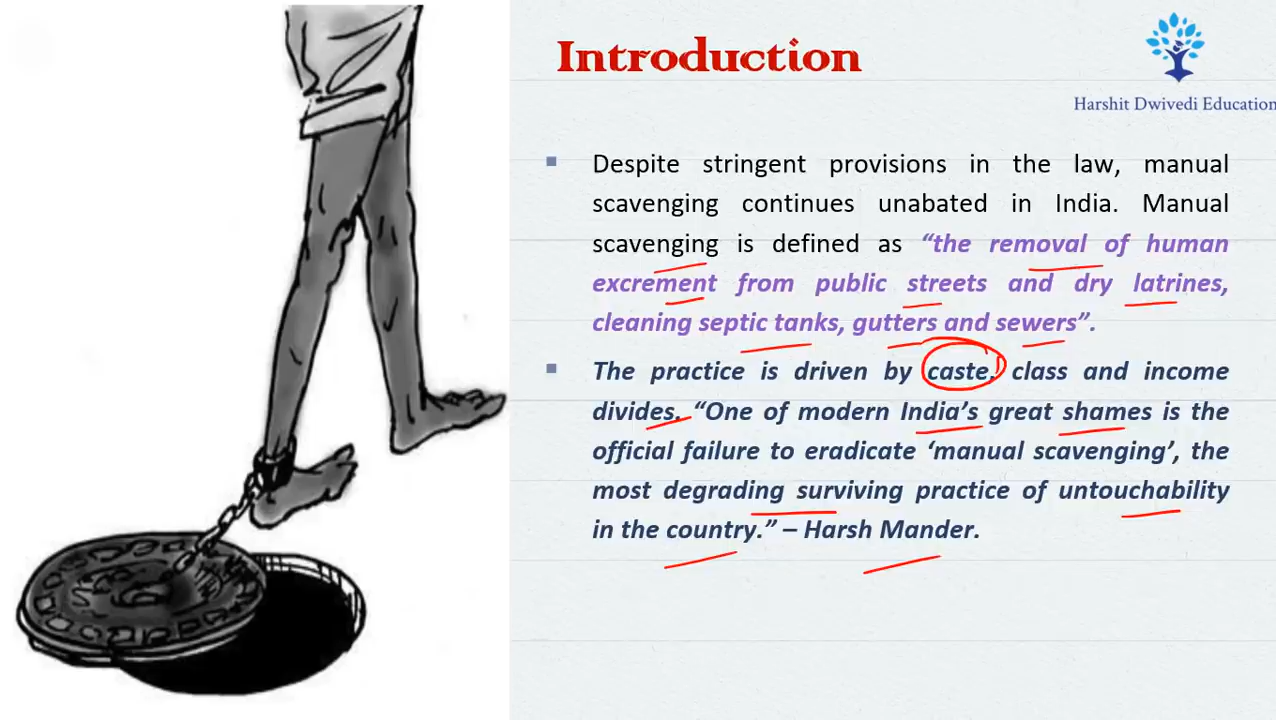 Introduction
Harshit Dwivedi Education
Despite stringent provisions in the law, manual
scavenging continues unabated in India. Manual
scavenging is defined as “the removal of human
excrement from public streets and dry latrines,
cleaning septic tanks, gutters and sewers”.
The practice is driven by caste, class and income
divides. “One of modern India’s great shames is the
official failure to eradicate ‘manual scavenging’, the
most degrading surviving practice of untouchability
in the country.” – Harsh Mander.